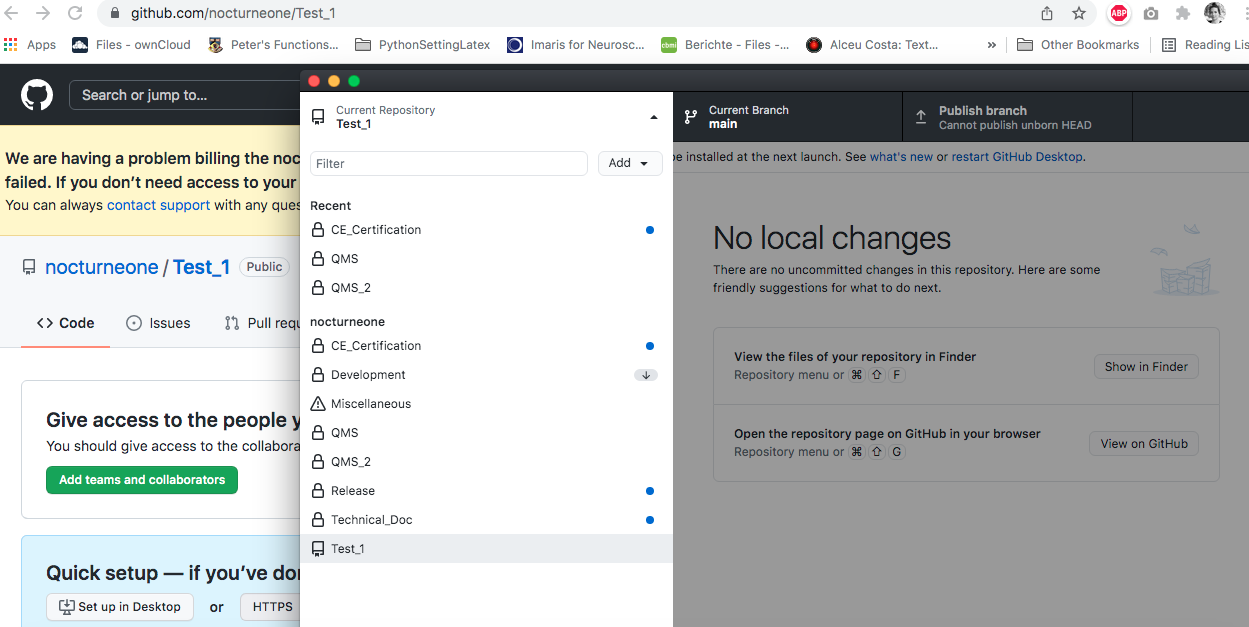 github.com/nocturneone/Test_1
ABP
Apps
Files - ownCloud
Peter's Functions...
PythonSettingLatex
Imaris for Neurosc...
cbmi
Berichte - Files -...
Alceu Costa: Text...
»
Other Bookmarks
Reading Lis
Search or jump to...
We are having a problem billing the noc
failed. If you don’t need access to your
You can always contact support with any ques
nocturneone / Test_1 Public
Code
Issues
Pull requ
Give access to the people y
You should give access to the collabora
Add teams and collaborators
Quick setup — if you’ve don
Set up in Desktop or HTTPS
Current Repository
Test_1
Filter
Add
Recent
CE_Certification
QMS
QMS_2
nocturneone
CE_Certification
Development
Miscellaneous
QMS
QMS_2
Release
Technical_Doc
Test_1
Current Branch
main
Publish branch
Cannot publish unborn HEAD
be installed at the next launch. See what's new or restart GitHub Desktop.
No local changes
There are no uncommitted changes in this repository. Here are some
friendly suggestions for what to do next.
View the files of your repository in Finder
Repository menu or ⌘ ⇧ F
Show in Finder
Open the repository page on GitHub in your browser
Repository menu or ⌘ ⇧ G
View on GitHub